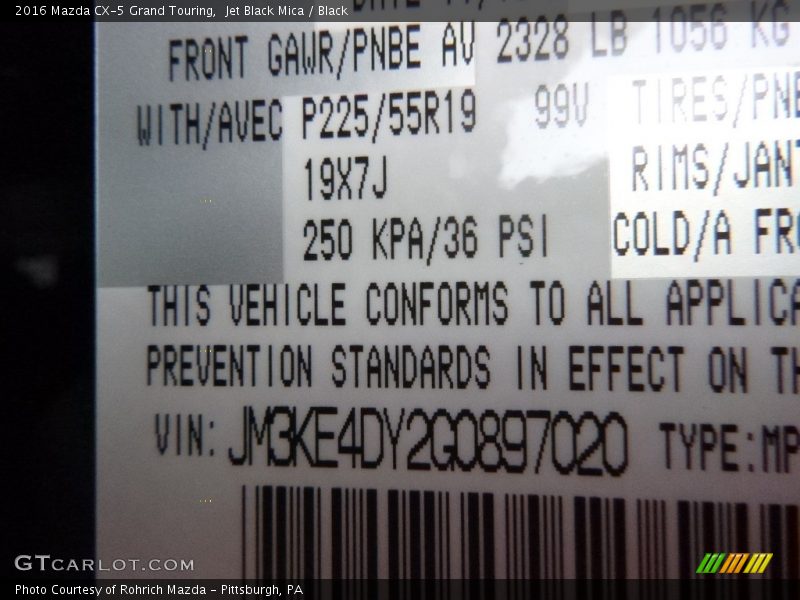 2016 Mazda CX-5 Grand Touring,  Jet Black Mica / Black
FRONT GAWR/PNBE AV 2328 LB 1056 KG
WITH/AVEC P225/55R19 99V TIRES/PNE
19X7J RIMS/JANT
250 KPA/36 PSI COLD/A FRO
THIS VEHICLE CONFORMS TO ALL APPLICA
PREVENTION STANDARDS IN EFFECT ON TH
VIN: JM3KE4DY2G0897020 TYPE:MP
GTCARLOT.COM
Photo Courtesy of Rohrich Mazda - Pittsburgh, PA